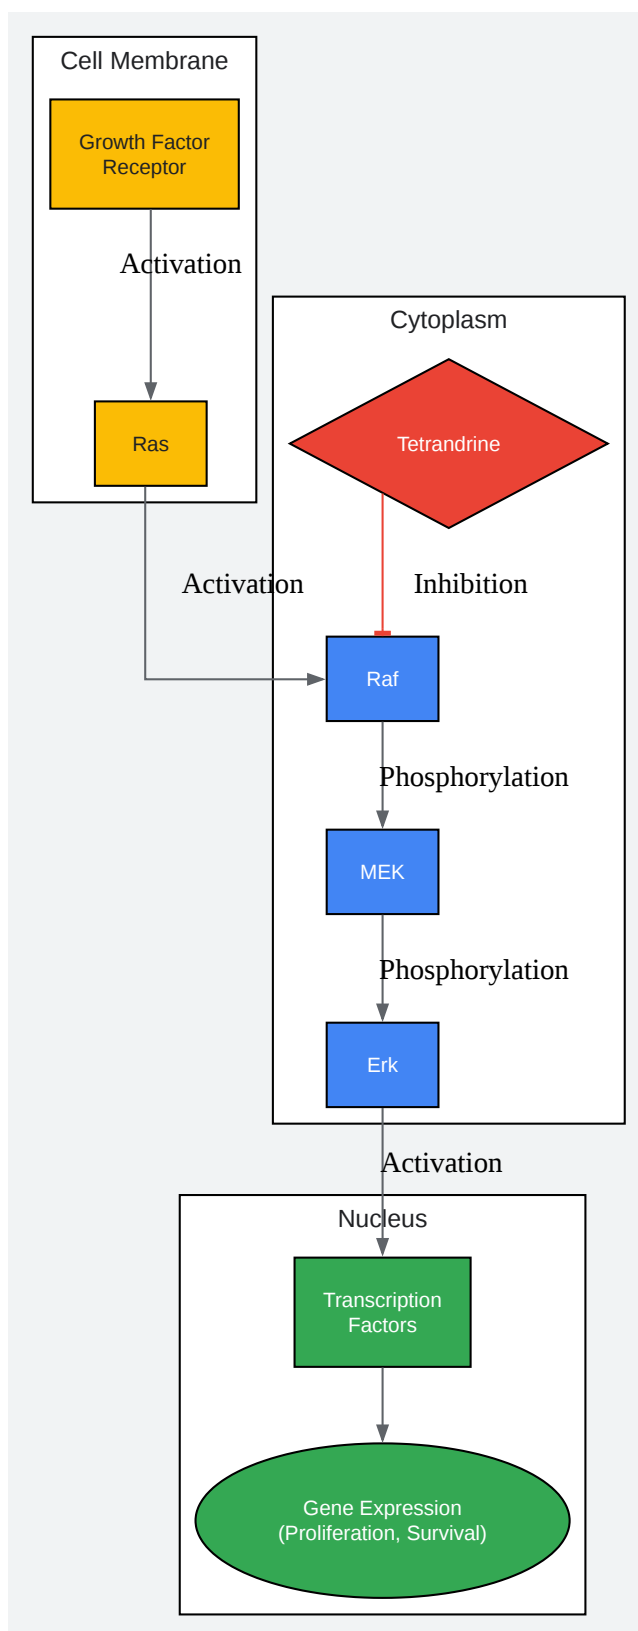 Cell Membrane
Growth Factor
Receptor
Activation
Ras
Cytoplasm
Tetrandrine
Activation
Inhibition
Raf
Phosphorylation
MEK
Phosphorylation
Erk
Activation
Nucleus
Transcription
Factors
Gene Expression
(Proliferation, Survival)